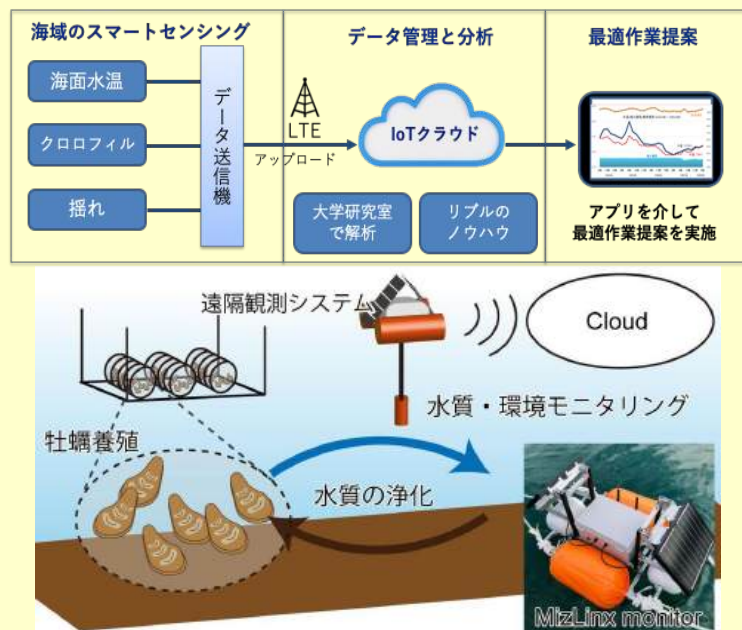 海域のスマートセンシング
海面水温
クロロフィル
揺れ
データ送信機
データ管理と分析
LTE
アップロード
IoTクラウド
大学研究室
で解析
リブルの
ノウハウ
最適作業提案
アプリを介して
最適作業提案を実施
遠隔観測システム
Cloud
水質・環境モニタリング
牡蠣養殖
水質の浄化
MizLinx monitor